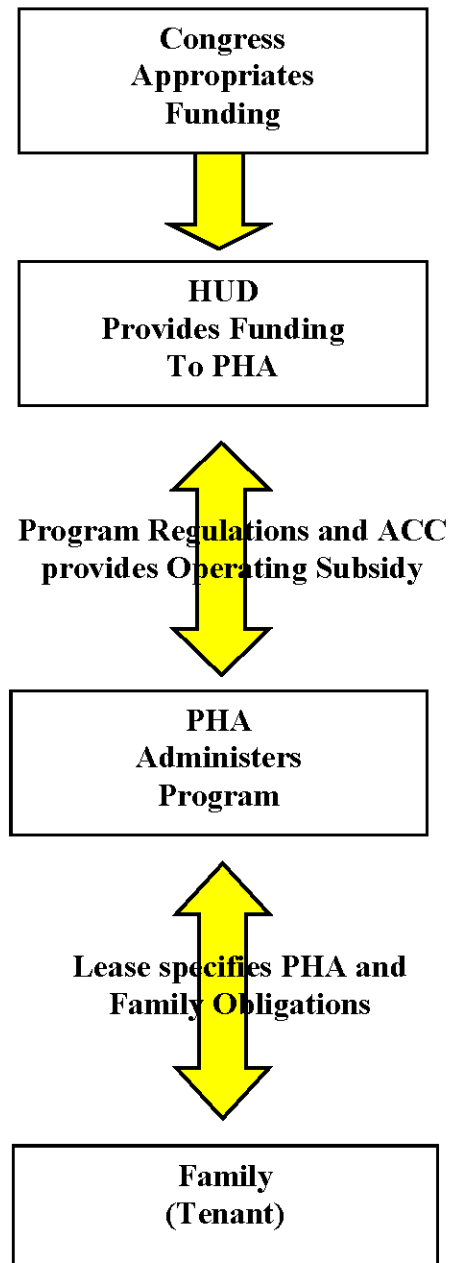 Congress
Appropriates
Funding
HUD
Provides Funding
To PHA
Program Regulations and ACC
provides Operating Subsidy
PHA
Administers
Program
Lease specifies PHA and
Family Obligations
Family
(Tenant)